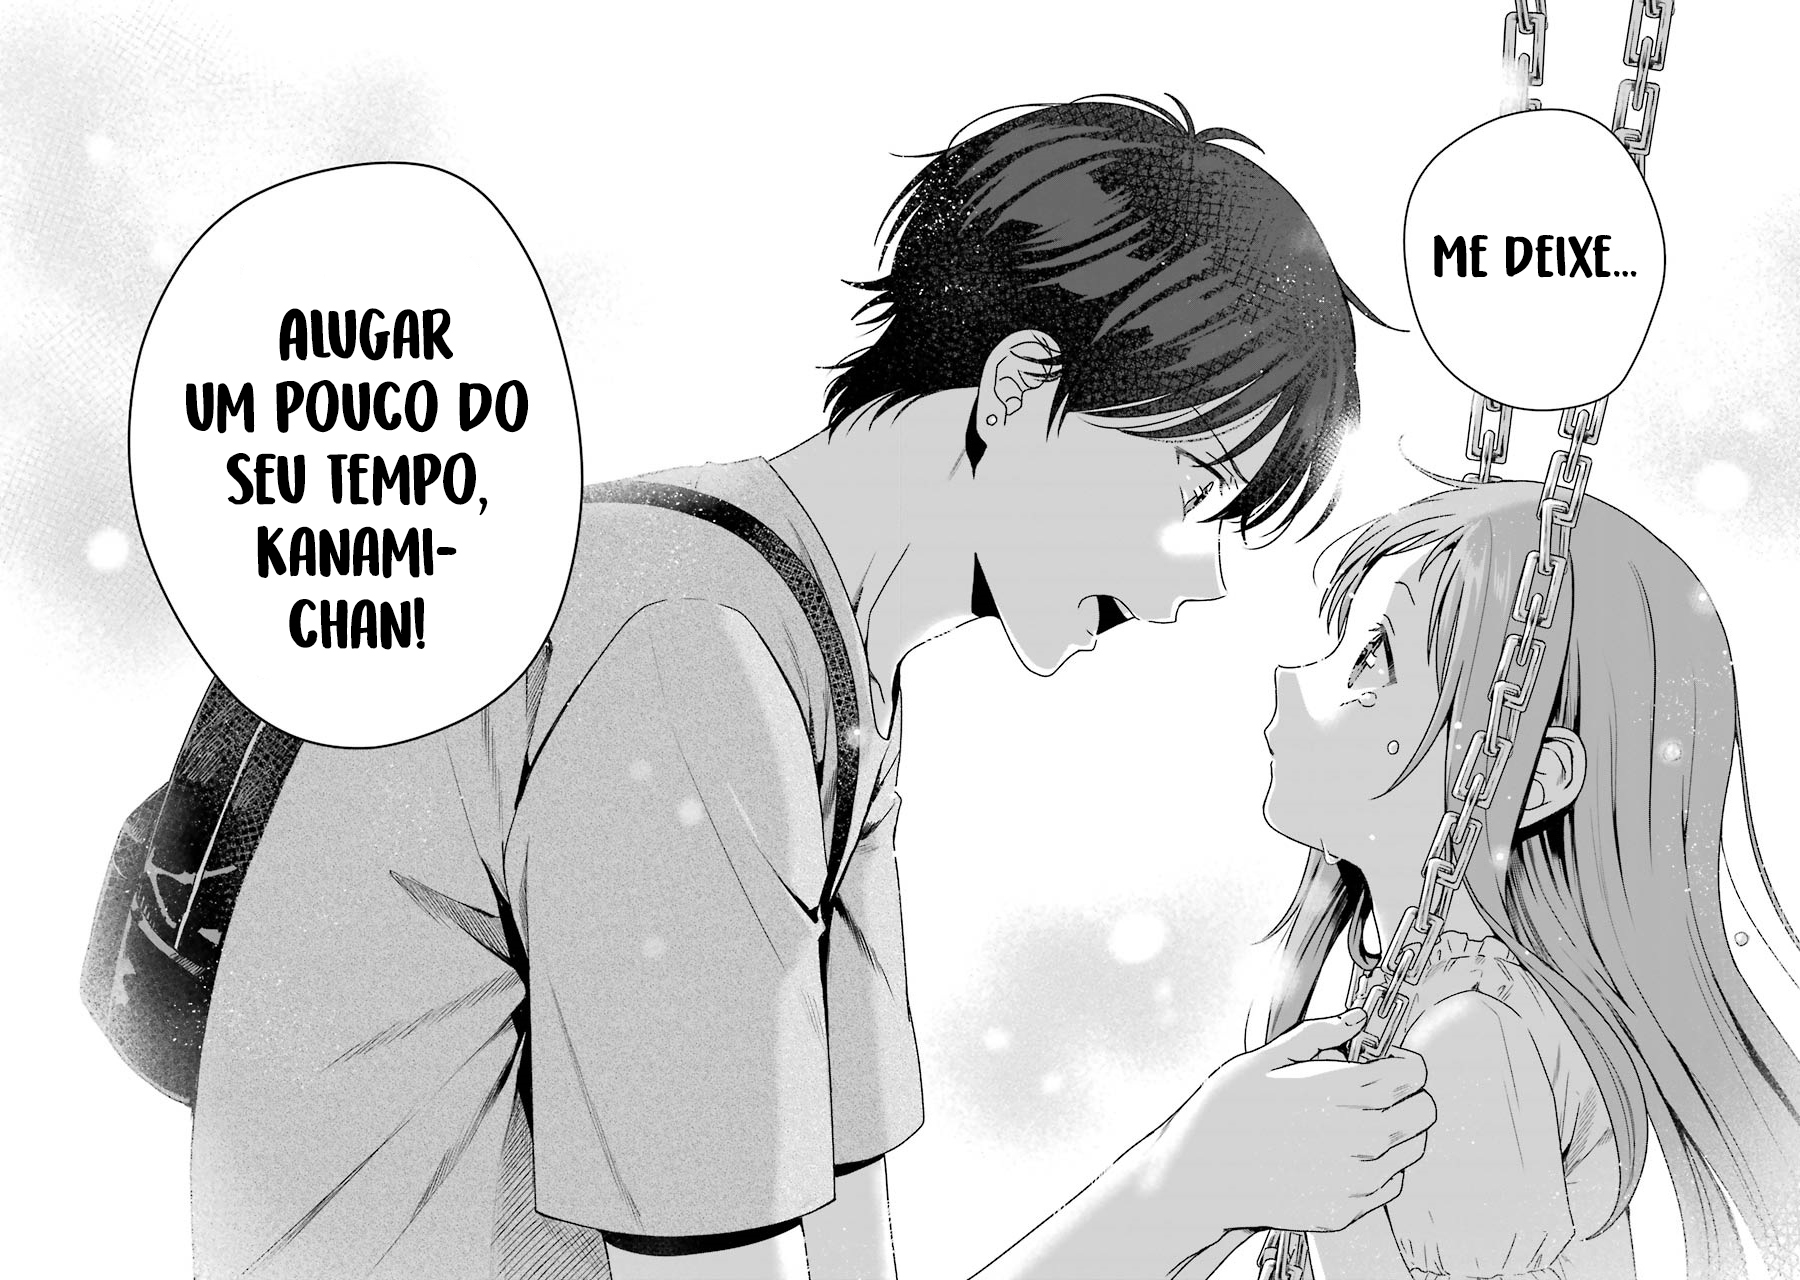 ME DEIXE...
ALUGAR
UM POUCO DO
SEU TEMPO,
KANAMI-
CHAN!